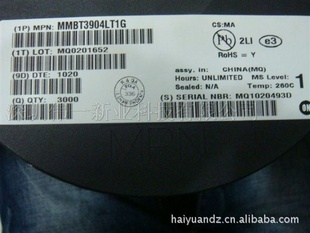 (1P) MPN: MMBT3904LT1G
(1T) LOT: MQ0201652
(9D) DTE: 1020
(Q) QTY: 3000
CS:MA
2LI
e3
RoHS = Y
assy. in: CHINA(MQ)
Hours: UNLIMITED MS Level: 1
Sealed: N/A Temp: 260C
(S) SERIAL NBR: MQ1020493D
ON
haiyuandz.